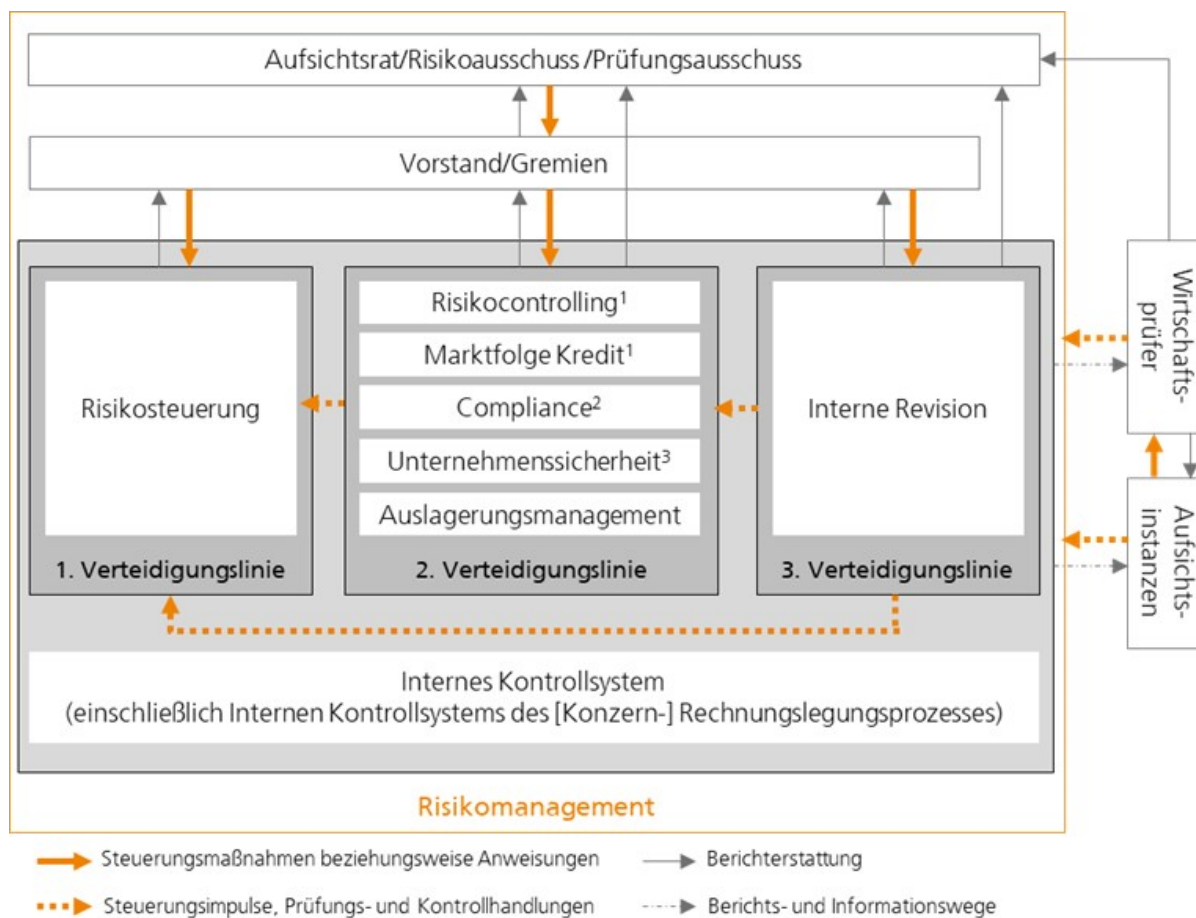 Aufsichtsrat/Risikoausschuss /Prüfungsausschuss
Vorstand/Gremien
Risikosteuerung
1. Verteidigungslinie
Risikocontrolling¹
Marktfolge Kredit¹
Compliance²
Unternehmenssicherheit³
Auslagerungsmanagement
2. Verteidigungslinie
Interne Revision
3. Verteidigungslinie
Wirtschafts-
prüfer
Aufsichts-
instanzen
Internes Kontrollsystem
(einschließlich Internen Kontrollsystems des [Konzern-] Rechnungslegungsprozesses)
Risikomanagement
Steuerungsmaßnahmen beziehungsweise Anweisungen
Berichterstattung
Steuerungsimpulse, Prüfungs- und Kontrollhandlungen
Berichts- und Informationswege